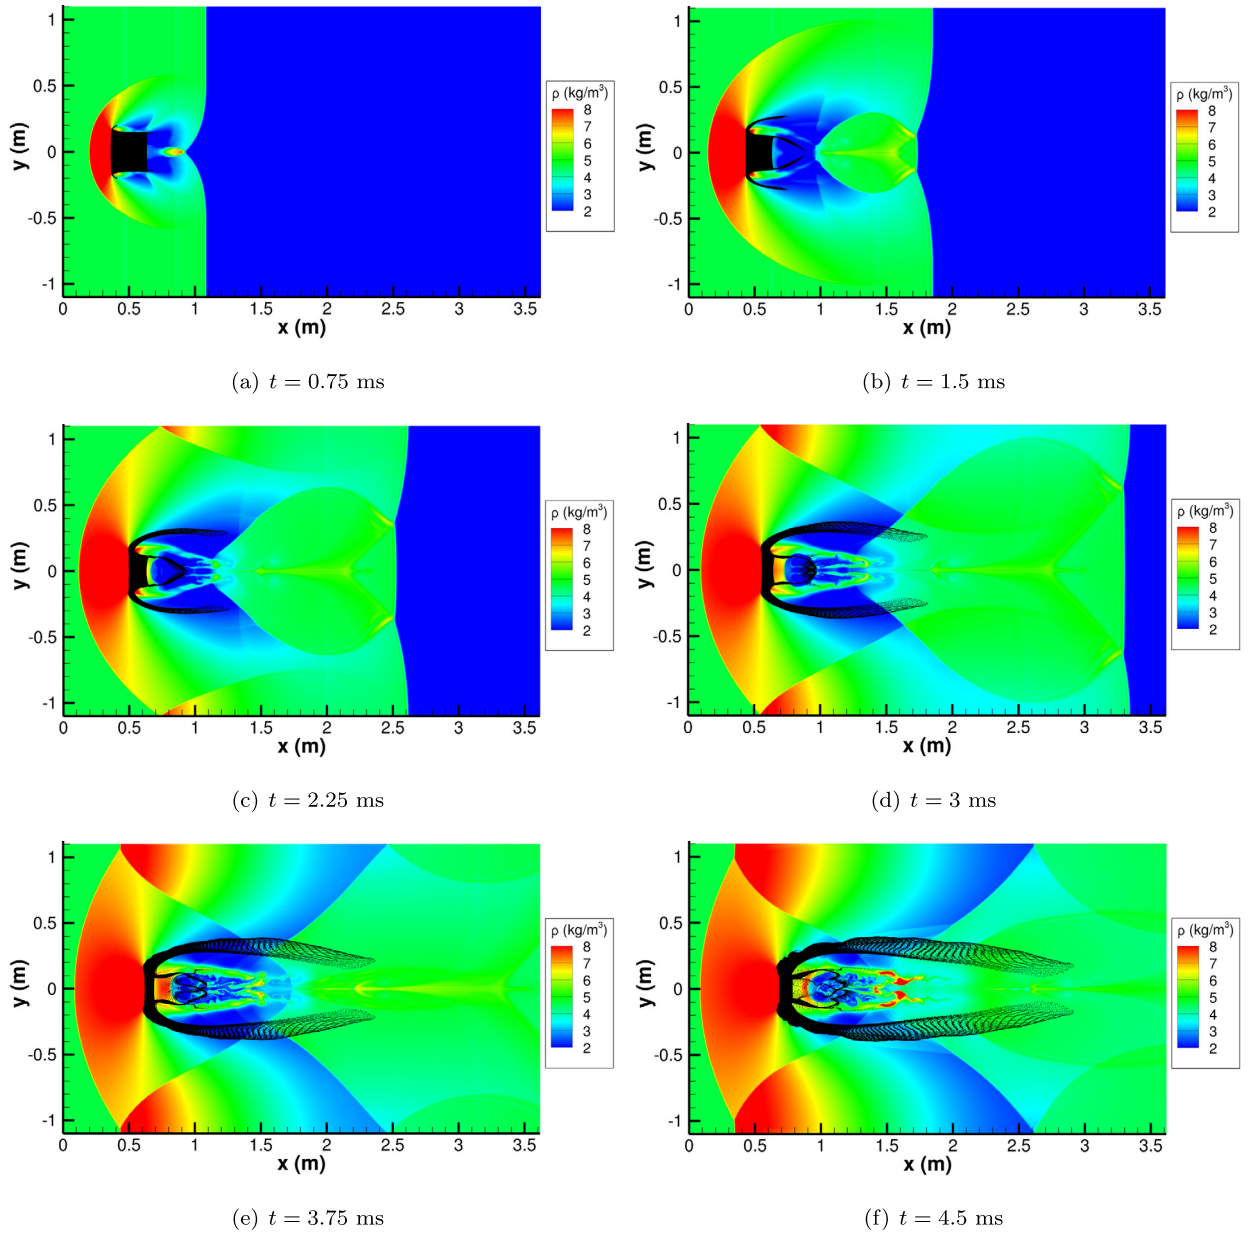 1
0.5
0
-0.5
-1
y (m)
0 0.5 1 1.5 2 2.5 3 3.5
x (m)
ρ (kg/m³)
8
7
6
5
4
3
2
(a) t = 0.75 ms
1
0.5
0
-0.5
-1
y (m)
0 0.5 1 1.5 2 2.5 3 3.5
x (m)
ρ (kg/m³)
8
7
6
5
4
3
2
(b) t = 1.5 ms
1
0.5
0
-0.5
-1
y (m)
0 0.5 1 1.5 2 2.5 3 3.5
x (m)
ρ (kg/m³)
8
7
6
5
4
3
2
(c) t = 2.25 ms
1
0.5
0
-0.5
-1
y (m)
0 0.5 1 1.5 2 2.5 3 3.5
x (m)
ρ (kg/m³)
8
7
6
5
4
3
2
(d) t = 3 ms
1
0.5
0
-0.5
-1
y (m)
0 0.5 1 1.5 2 2.5 3 3.5
x (m)
ρ (kg/m³)
8
7
6
5
4
3
2
(e) t = 3.75 ms
1
0.5
0
-0.5
-1
y (m)
0 0.5 1 1.5 2 2.5 3 3.5
x (m)
ρ (kg/m³)
8
7
6
5
4
3
2
(f) t = 4.5 ms